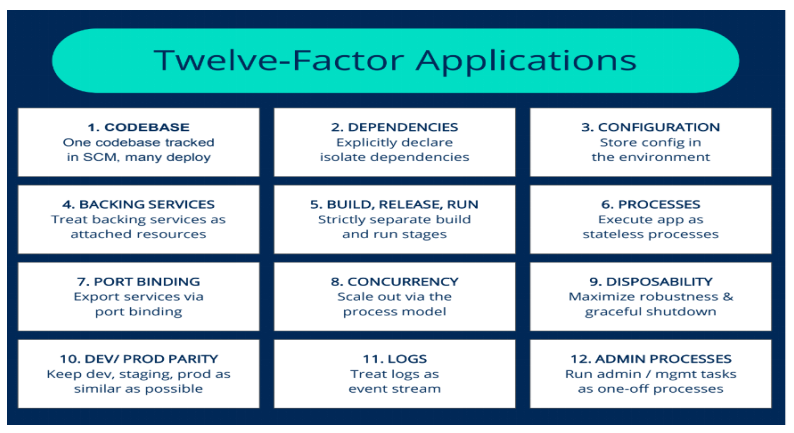 Twelve-Factor Applications
1. CODEBASE
One codebase tracked
in SCM, many deploy
2. DEPENDENCIES
Explicitly declare
isolate dependencies
3. CONFIGURATION
Store config in
the environment
4. BACKING SERVICES
Treat backing services as
attached resources
5. BUILD, RELEASE, RUN
Strictly separate build
and run stages
6. PROCESSES
Execute app as
stateless processes
7. PORT BINDING
Export services via
port binding
8. CONCURRENCY
Scale out via the
process model
9. DISPOSABILITY
Maximize robustness &
graceful shutdown
10. DEV/ PROD PARITY
Keep dev, staging, prod as
similar as possible
11. LOGS
Treat logs as
event stream
12. ADMIN PROCESSES
Run admin / mgmt tasks
as one-off processes